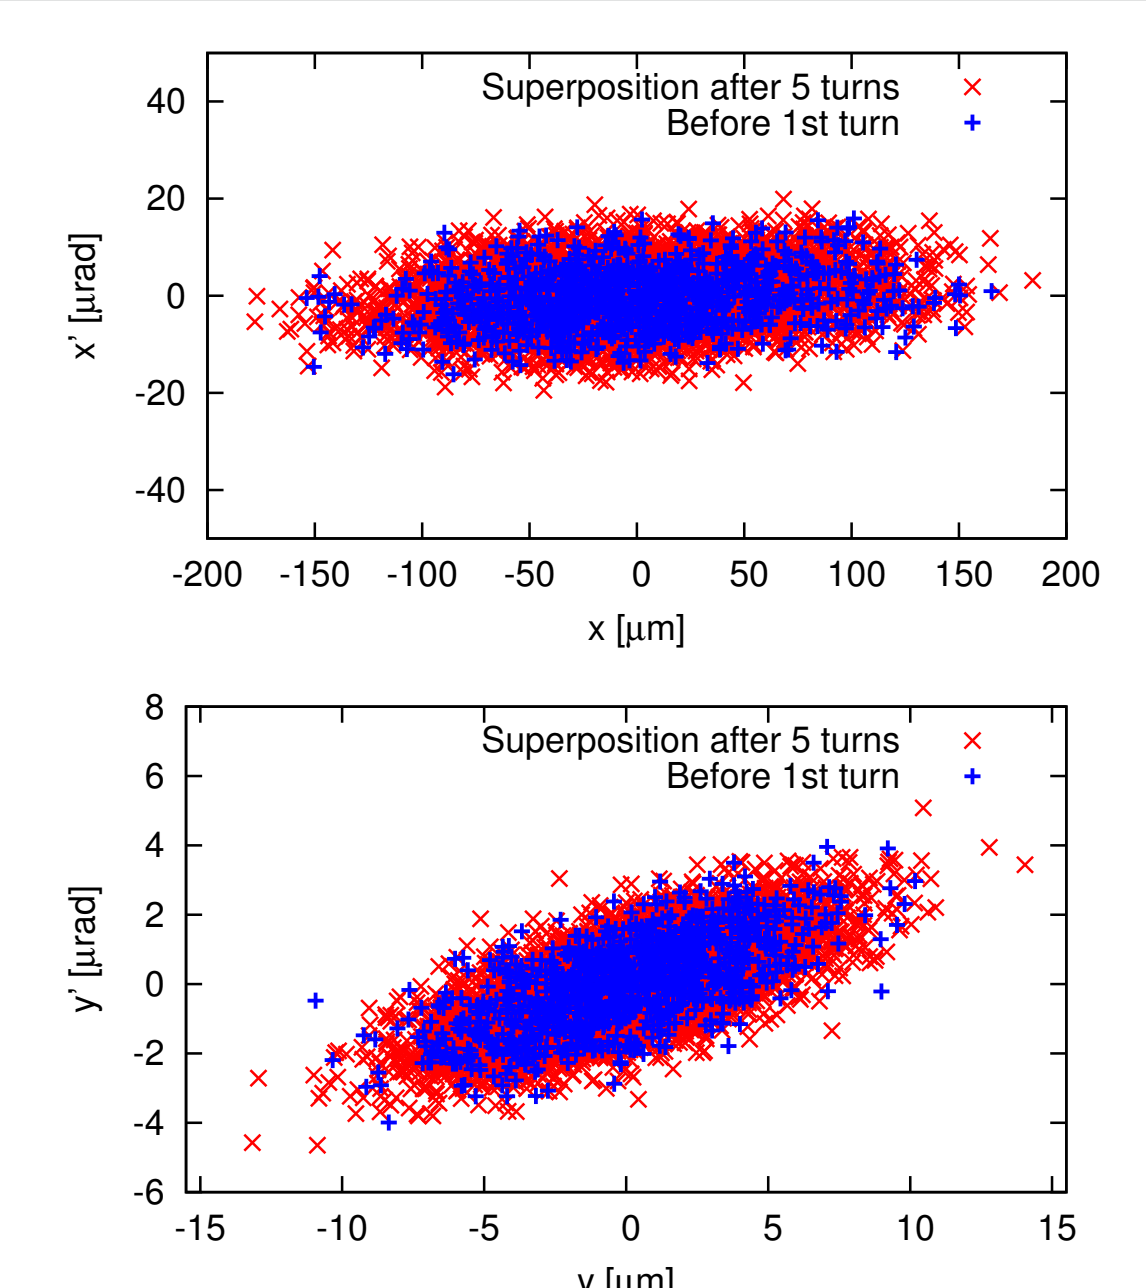 Superposition after 5 turns
Before 1st turn
40
20
0
-20
-40
x' [μrad]
-200 -150 -100 -50 0 50 100 150 200
x [μm]
Superposition after 5 turns
Before 1st turn
8
6
4
2
0
-2
-4
-6
y' [μrad]
-15 -10 -5 0 5 10 15
y [μm]